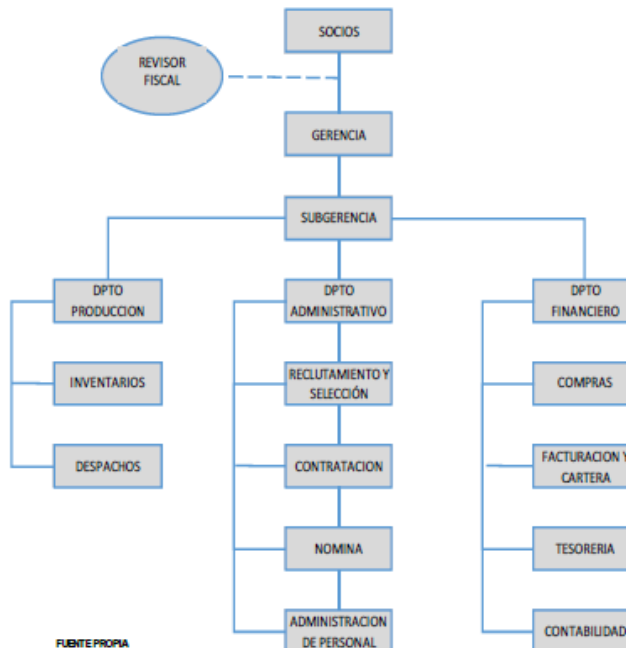 SOCIOS
REVISOR
FISCAL
GERENCIA
SUBGERENCIA
DPTO
PRODUCCION
DPTO
ADMINISTRATIVO
DPTO
FINANCIERO
INVENTARIOS
RECLUTAMIENTO Y
SELECCIÓN
COMPRAS
DESPACHOS
CONTRATACION
FACTURACION Y
CARTERA
NOMINA
TESORERIA
ADMINISTRACION
DE PERSONAL
CONTABILIDAD
FUENTE PROPIA